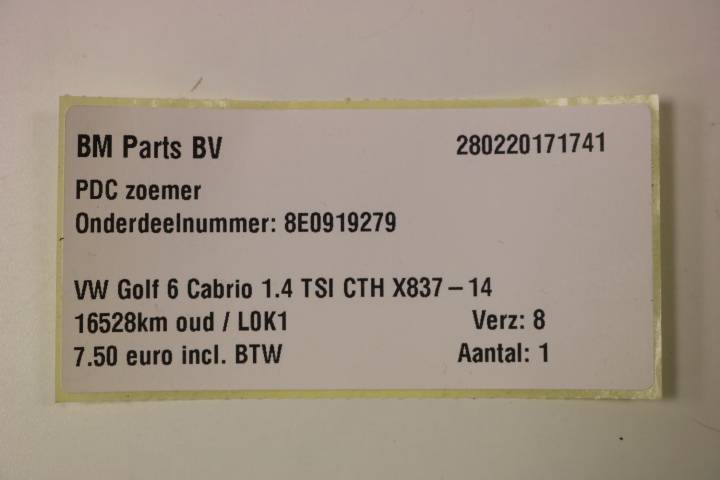 BM Parts BV 280220171741
PDC zoemer
Onderdeelnummer: 8E0919279
VW Golf 6 Cabrio 1.4 TSI CTH X837 – 14
16528km oud / L0K1 Verz: 8
7.50 euro incl. BTW Aantal: 1